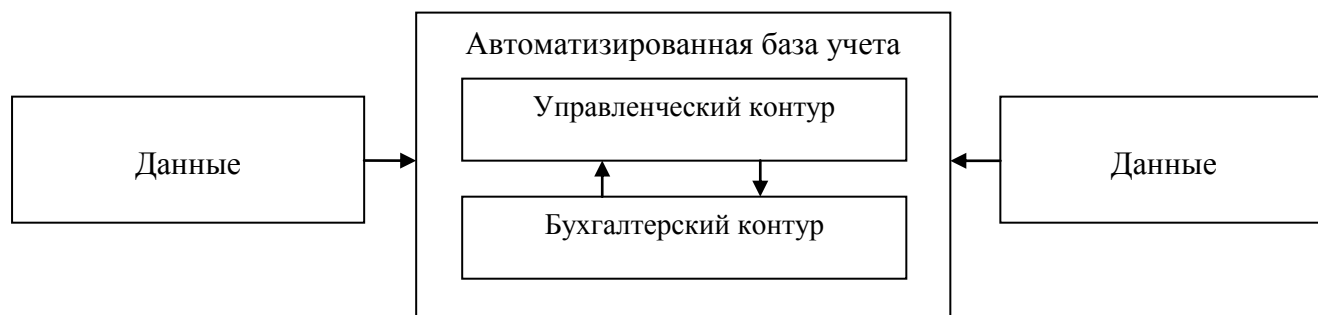 Автоматизированная база учета
Управленческий контур
Данные
Данные
Бухгалтерский контур